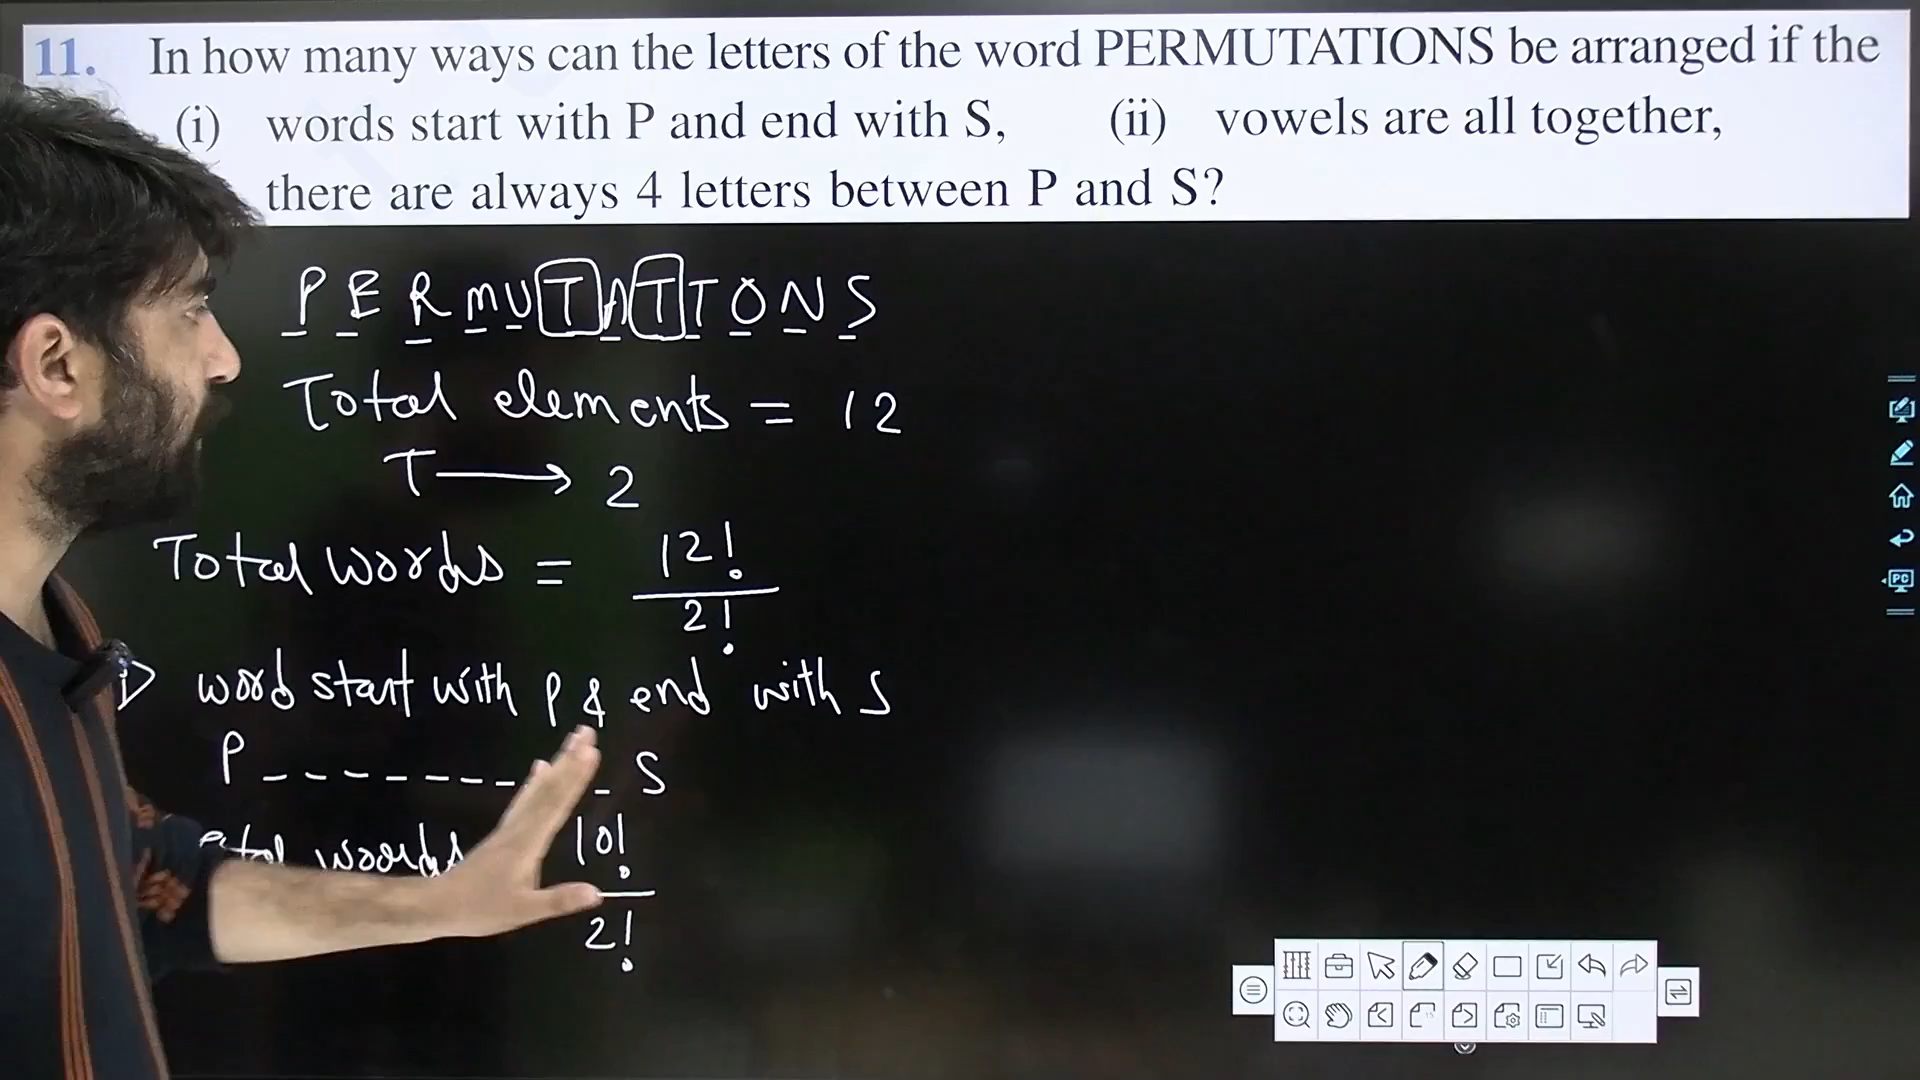 11. In how many ways can the letters of the word PERMUTATIONS be arranged if the
(i) words start with P and end with S, (ii) vowels are all together,
there are always 4 letters between P and S?
P E R M U T A T I O N S
Total elements = 12
T → 2
Total words = 12! / 2!
i) word start with P & end with S
P _ _ _ _ _ _ _ _ _ S
words 10! / 2!
PC